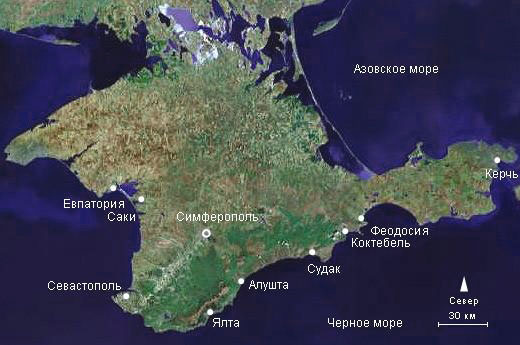 Азовское море
Керчь
Евпатория
Саки
Симферополь
Феодосия
Коктебель
Судак
Севастополь
Алушта
Север
30 км
Ялта
Черное море